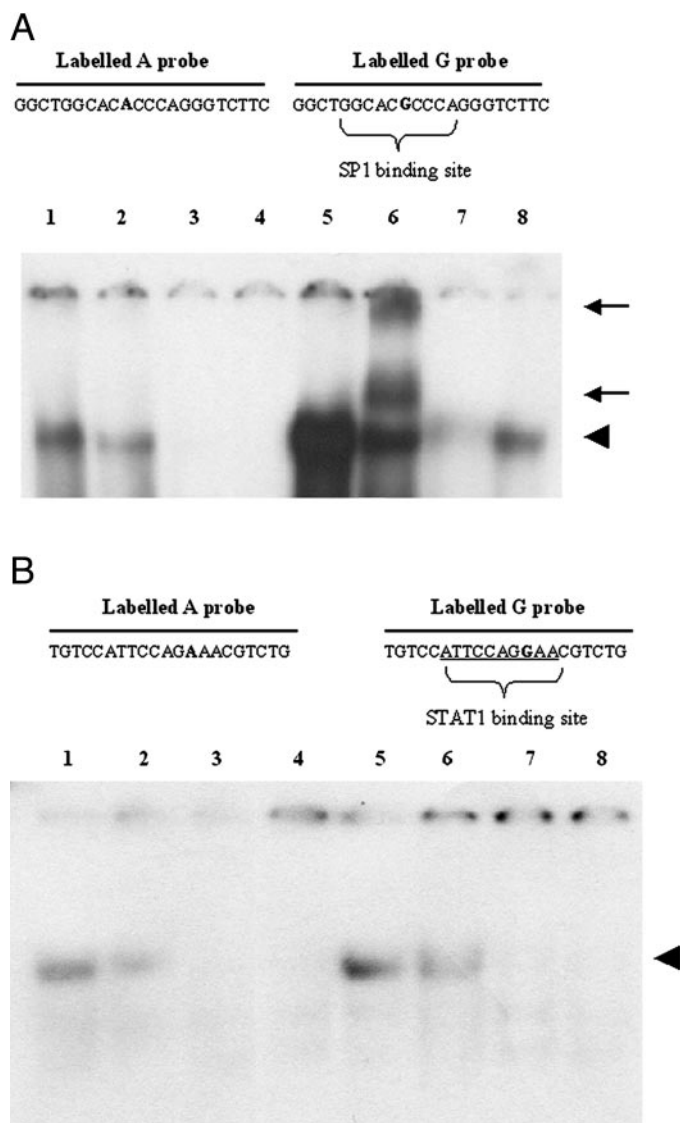 A
Labelled A probe Labelled G probe
GGCTGGCACACCCAGGGTCTTC GGCTGGCACGCCCAGGGTCTTC
SP1 binding site
1 2 3 4 5 6 7 8
B
Labelled A probe Labelled G probe
TGTCCATTCCAGAAACGTCTG TGTCCATTCCAGGAACGTCTG
STAT1 binding site
1 2 3 4 5 6 7 8